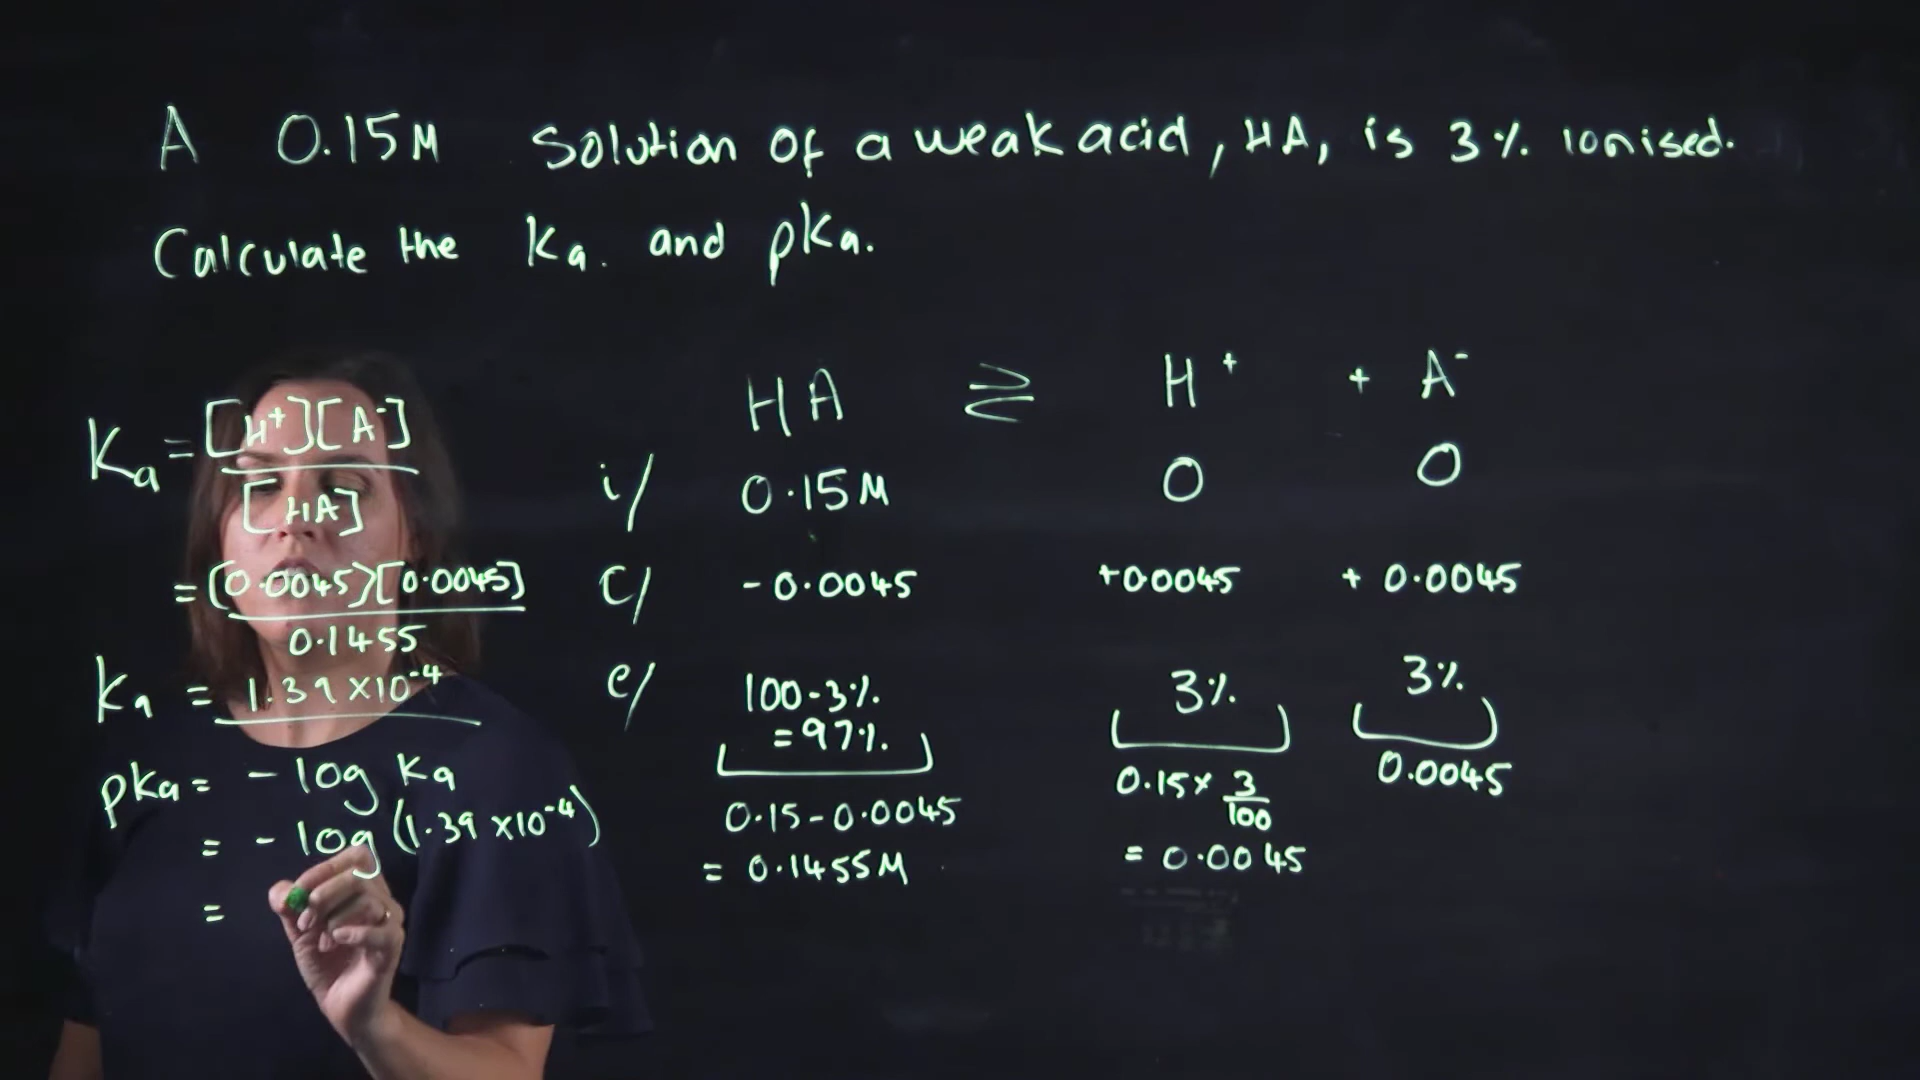 A 0.15M Solution of a weak acid, HA, is 3% ionised.
Calculate the Ka. and pKa.
HA ⇌ H⁺ + A⁻
i/ 0.15M 0 0
C/ -0.0045 +0.0045 + 0.0045
e/ 100-3% 3% 3%
=97%
0.15-0.0045 0.15× 3/100 0.0045
= 0.1455M = 0.0045
Ka = [H⁺][A⁻]
[HA]
= [0.0045][0.0045]
0.1455
Ka = 1.39 ×10⁻⁴
pKa = - log Ka
= - log (1.39 ×10⁻⁴)
=